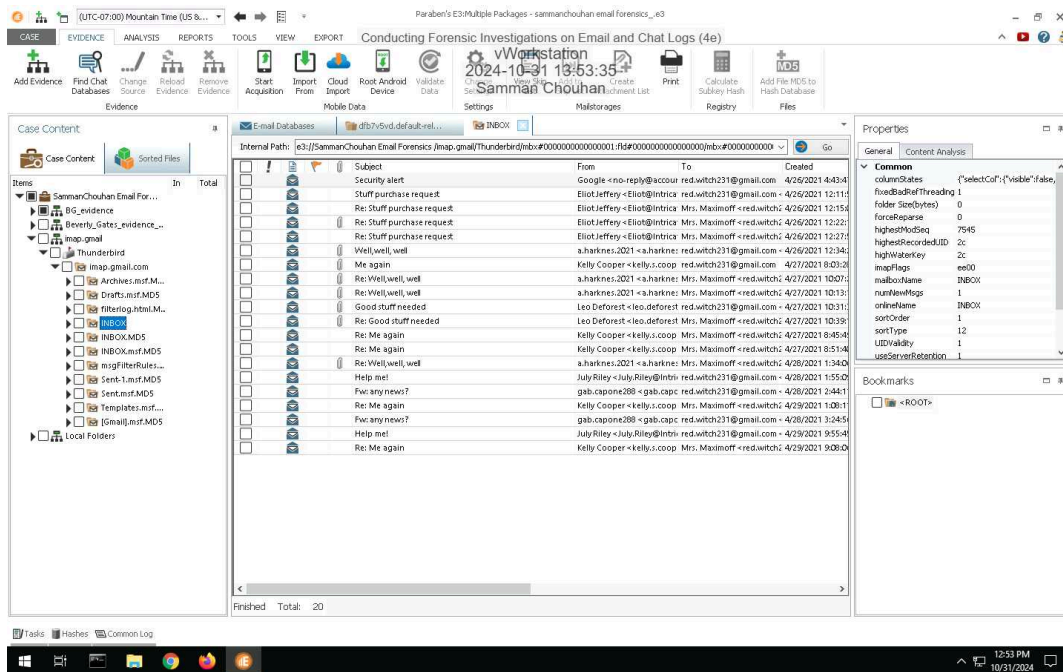 (UTC-07:00) Mountain Time (US &...
Paraben's E3:Multiple Packages - sammanchouhan email forensics_.e3
CASE EVIDENCE ANALYSIS REPORTS TOOLS VIEW EXPORT
Conducting Forensic Investigations on Email and Chat Logs (4e)
vWorkstation
2024-10-31 13:53:35
Samman Chouhan
Add Evidence Find Chat Databases Change Source Reload Evidence Remove Evidence
Evidence
Start Acquisition Import From Cloud Import Root Android Device Validate Data
Mobile Data
Settings
Print
Mailstorages
Calculate Subkey Hash
Registry
MD5
Add File MD5 to Hash Database
Files
Case Content
Case Content Sorted Files
Items In Total
SammanChouhan Email For...
BG_evidence
Beverly_Gates_evidence_...
imap.gmail
Thunderbird
imap.gmail.com
Archives.msf.M...
Drafts.msf.MD5
filterlog.html.M...
INBOX
INBOX.MD5
INBOX.msf.MD5
msgFilterRules....
Sent-1.msf.MD5
Sent.msf.MD5
Templates.msf....
[Gmail].msf.MD5
Local Folders
E-mail Databases dfb7v5vd.default-rel... INBOX
Internal Path: e3://SammanChouhan Email Forensics /imap.gmail/Thunderbird/mbx#0000000000000001:fld#0000000000000000/mbx#0000000000 Go
Subject From To Created
Security alert Google <no-reply@accour red.witch231@gmail.com 4/26/2021 4:43:4
Stuff purchase request Eliot Jeffery <Eliot@Intrica red.witch231@gmail.com < 4/26/2021 12:11:
Re: Stuff purchase request Eliot Jeffery <Eliot@Intrica Mrs. Maximoff <red.witch2 4/26/2021 12:15:
Re: Stuff purchase request Eliot Jeffery <Eliot@Intrica Mrs. Maximoff <red.witch2 4/26/2021 12:22:
Re: Stuff purchase request Eliot Jeffery <Eliot@Intrica Mrs. Maximoff <red.witch2 4/26/2021 12:27:
Well,well, well a.harknes.2021 <a.harkne: red.witch231@gmail.com 4/26/2021 12:34:
Me again Kelly Cooper <kelly.s.coop red.witch231@gmail.com < 4/27/2021 8:03:2
Re: Well,well, well a.harknes.2021 <a.harkne: Mrs. Maximoff <red.witch2 4/27/2021 10:07:
Re: Well,well, well a.harknes.2021 <a.harkne: Mrs. Maximoff <red.witch2 4/27/2021 10:13:
Good stuff needed Leo Deforest <leo.deforest red.witch231@gmail.com 4/27/2021 10:31:
Re: Good stuff needed Leo Deforest <leo.deforest Mrs. Maximoff <red.witch2 4/27/2021 10:39:
Re: Me again Kelly Cooper <kelly.s.coop Mrs. Maximoff <red.witch2 4/27/2021 8:45:4
Re: Me again Kelly Cooper <kelly.s.coop Mrs. Maximoff <red.witch2 4/27/2021 8:51:4
Re: Well,well, well a.harknes.2021 <a.harkne: Mrs. Maximoff <red.witch2 4/28/2021 1:34:0
Help me! July Riley <July.Riley@Intri red.witch231@gmail.com < 4/28/2021 1:55:0
Fw: any news? gab.capone288 <gab.capc red.witch231@gmail.com < 4/28/2021 2:44:1
Re: Me again Kelly Cooper <kelly.s.coop Mrs. Maximoff <red.witch2 4/29/2021 1:08:1
Fw: any news? gab.capone288 <gab.capc red.witch231@gmail.com < 4/28/2021 3:24:5
Help me! July Riley <July.Riley@Intri red.witch231@gmail.com < 4/29/2021 9:55:4
Re: Me again Kelly Cooper <kelly.s.coop Mrs. Maximoff <red.witch2 4/29/2021 9:08:0
Finished Total: 20
Properties
General Content Analysis
Common
columnStates {"selectCol":{"visible":false,
fixedBadRefThreading 1
folder Size(bytes) 0
forceReparse 0
highestModSeq 7545
highestRecordedUID 2c
highWaterKey 2c
imapFlags ee00
mailboxName INBOX
numNewMsgs 1
onlineName INBOX
sortOrder 1
sortType 12
UIDValidity 1
useServerRetention 1
Bookmarks
<ROOT>
Tasks Hashes Common Log
12:53 PM
10/31/2024